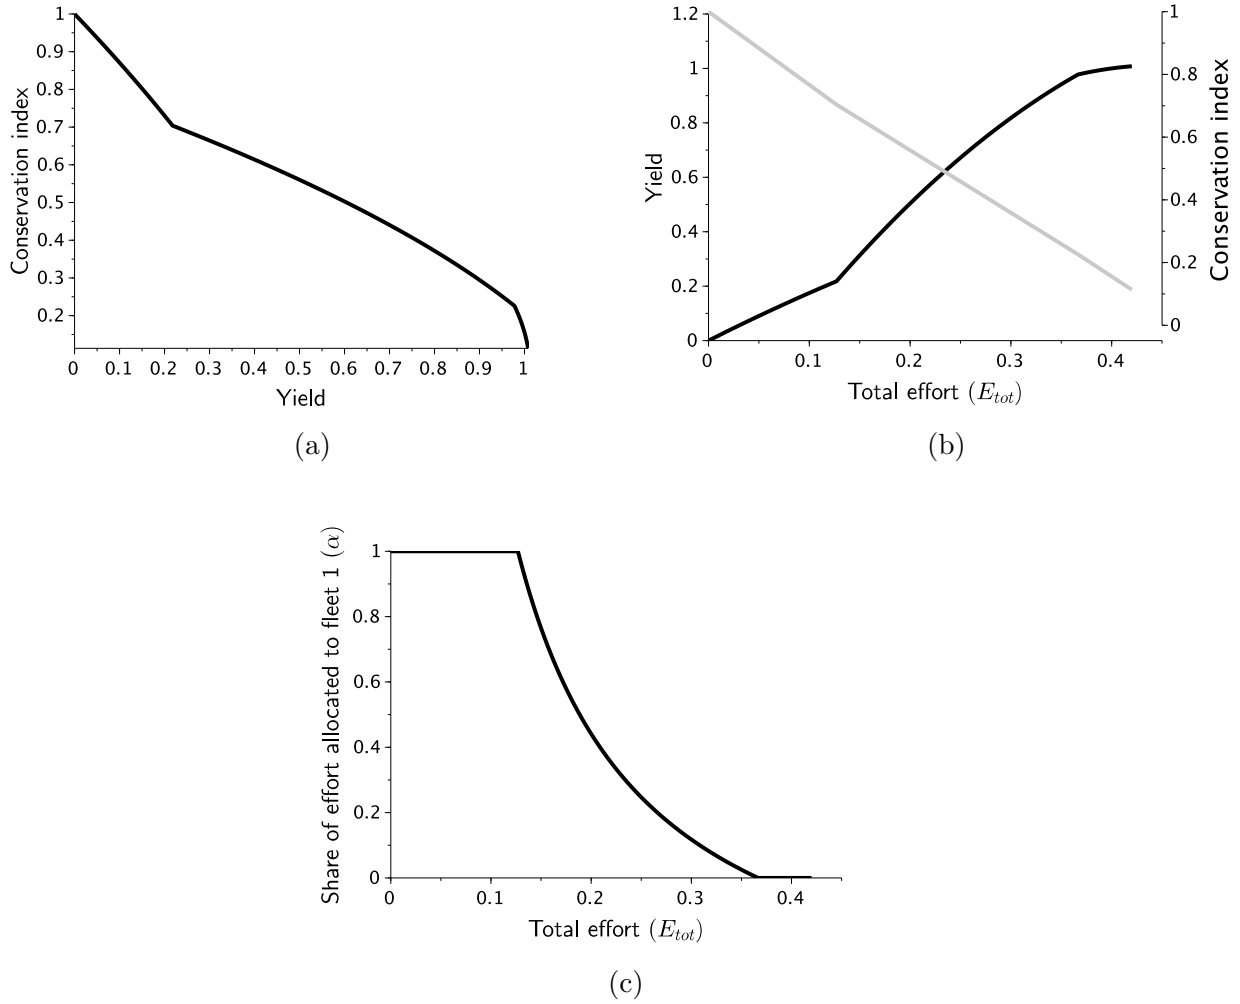 1
0.9
0.8
0.7
0.6
0.5
0.4
0.3
0.2
Conservation index
0 0.1 0.2 0.3 0.4 0.5 0.6 0.7 0.8 0.9 1
Yield
(a)
1.2
1
0.8
0.6
0.4
0.2
0
Yield
1
0.8
0.6
0.4
0.2
0
Conservation index
0 0.1 0.2 0.3 0.4
Total effort (E_{tot})
(b)
1
0.8
0.6
0.4
0.2
0
Share of effort allocated to fleet 1 (α)
0 0.1 0.2 0.3 0.4
Total effort (E_{tot})
(c)